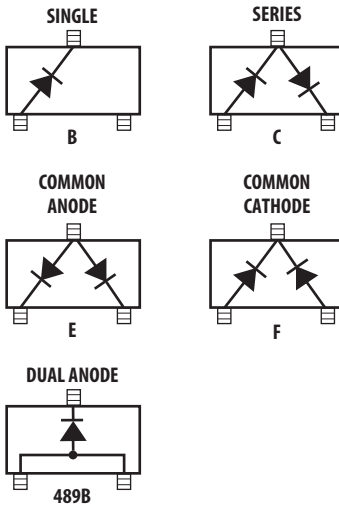 SINGLE
B
SERIES
C
COMMON
ANODE
E
COMMON
CATHODE
F
DUAL ANODE
489B